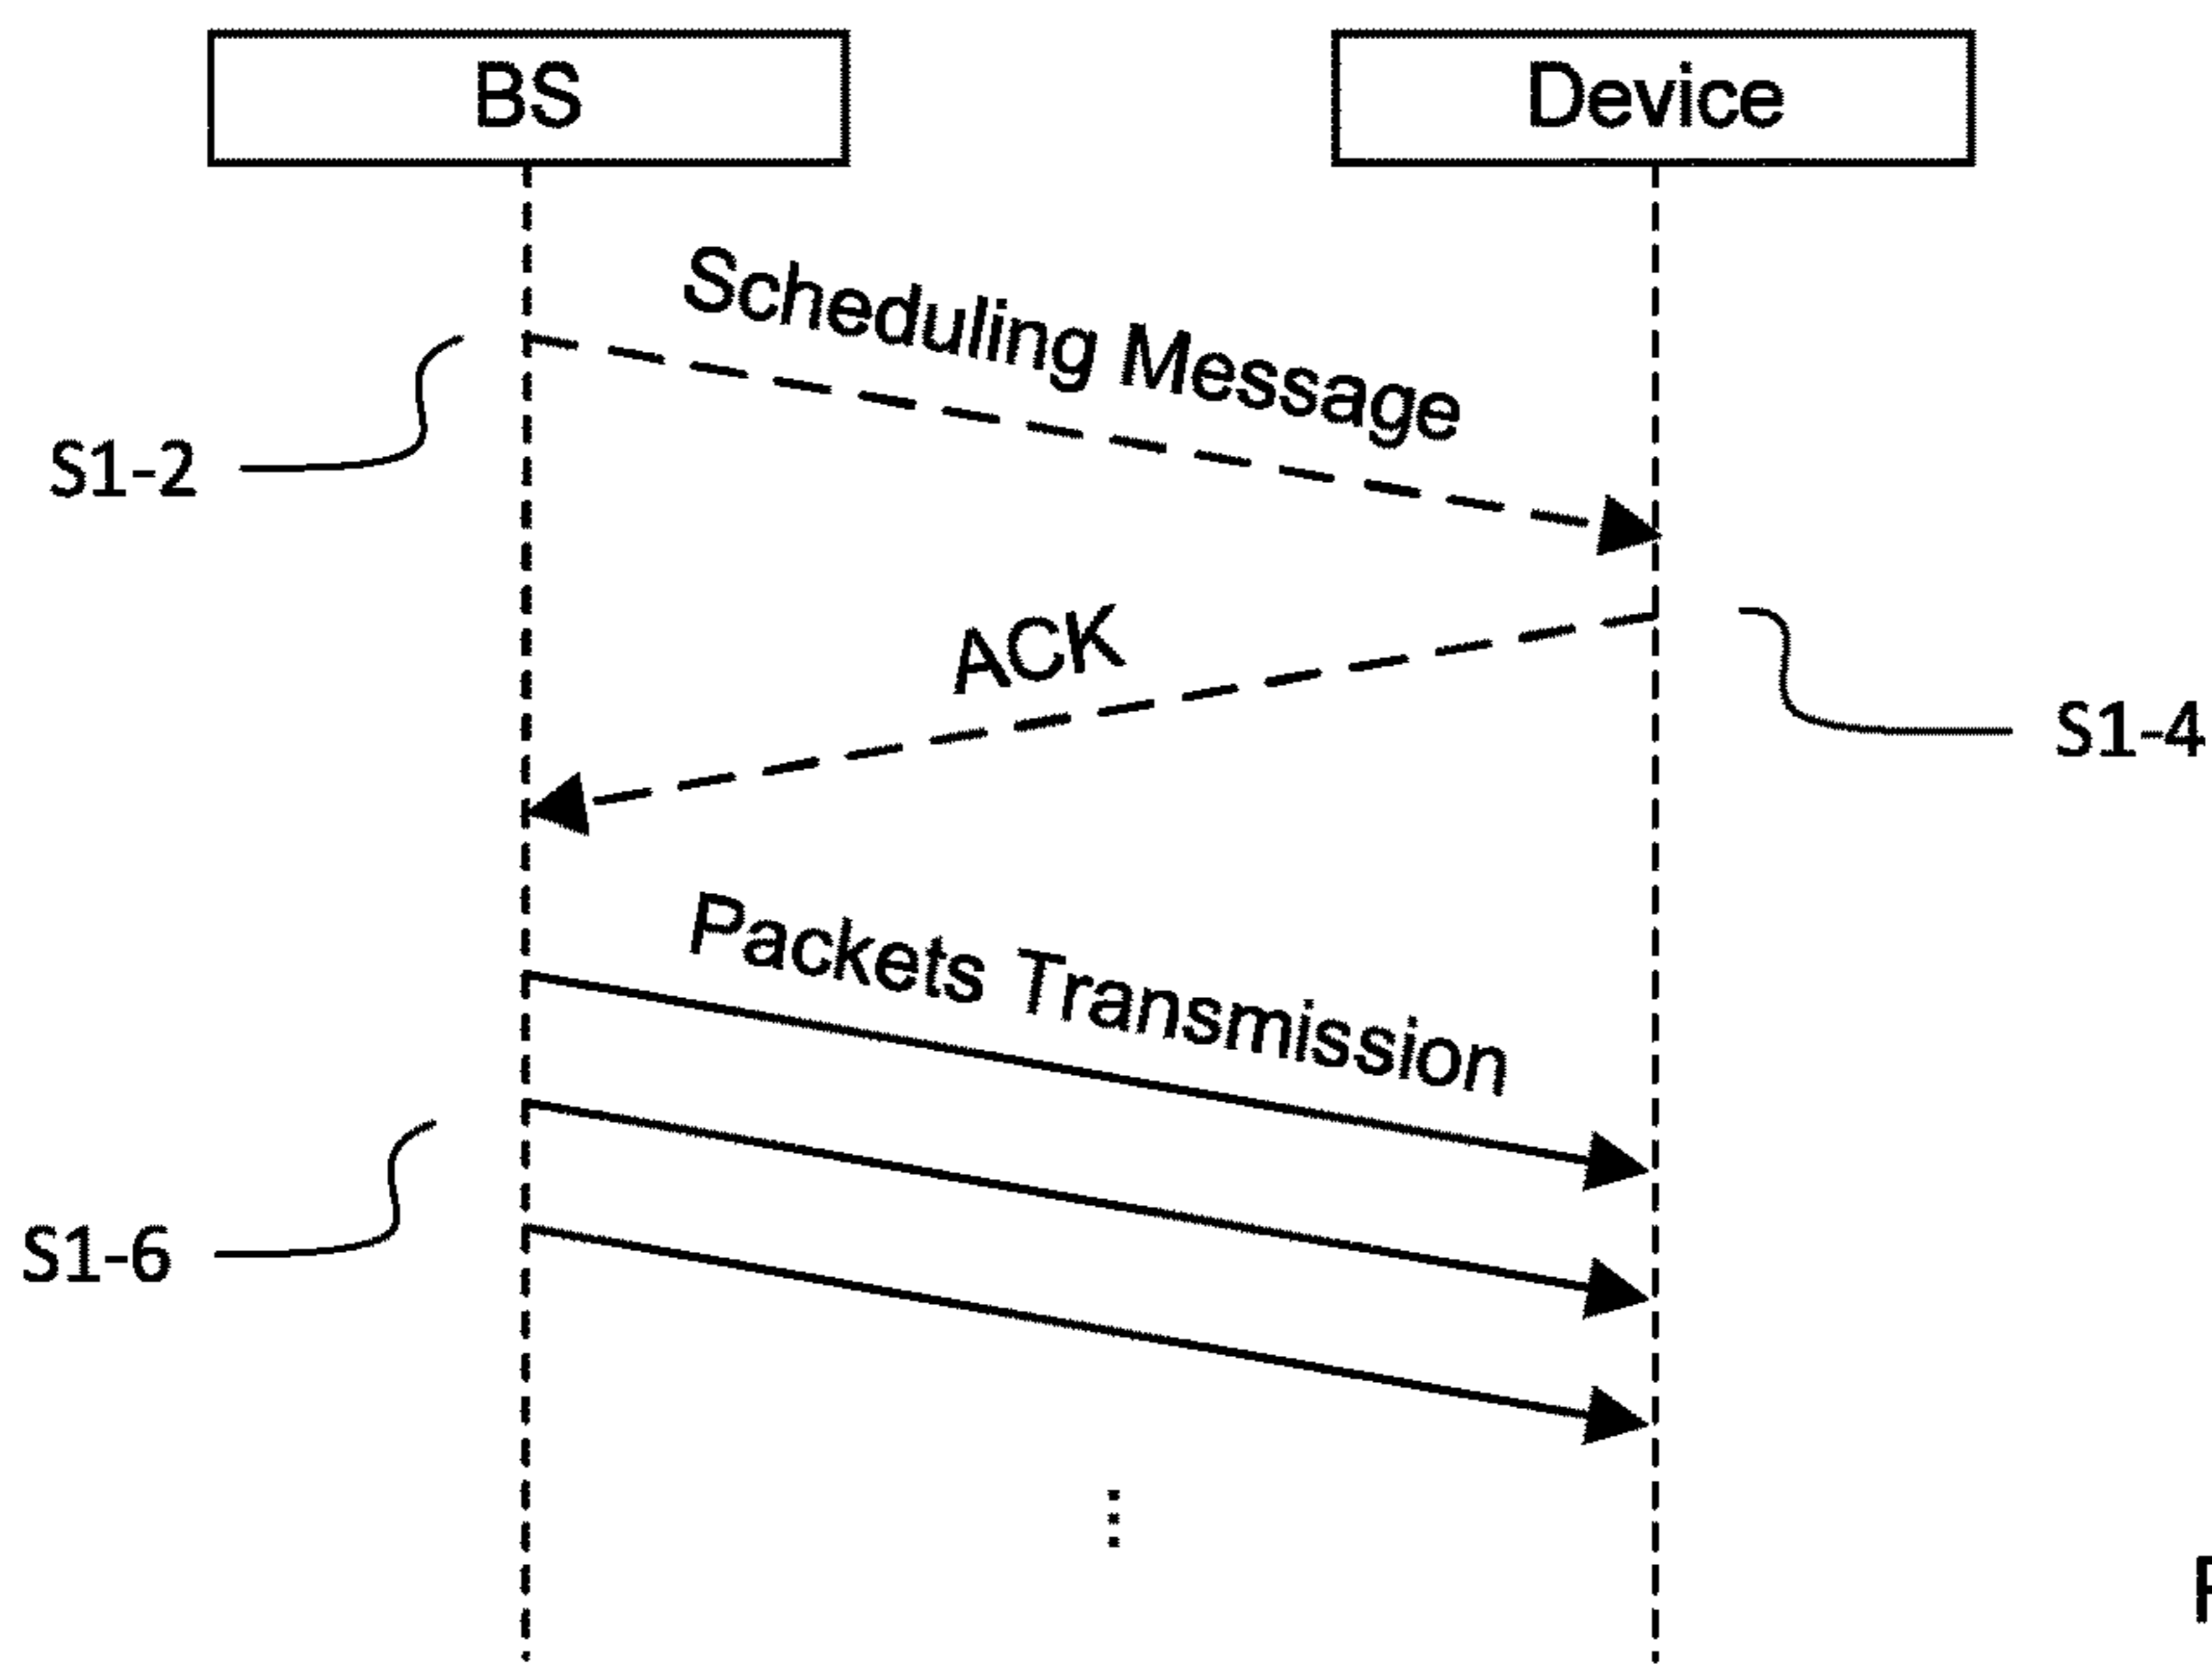 BS
Device
Scheduling Message
S1-2
ACK
S1-4
Packets Transmission
S1-6